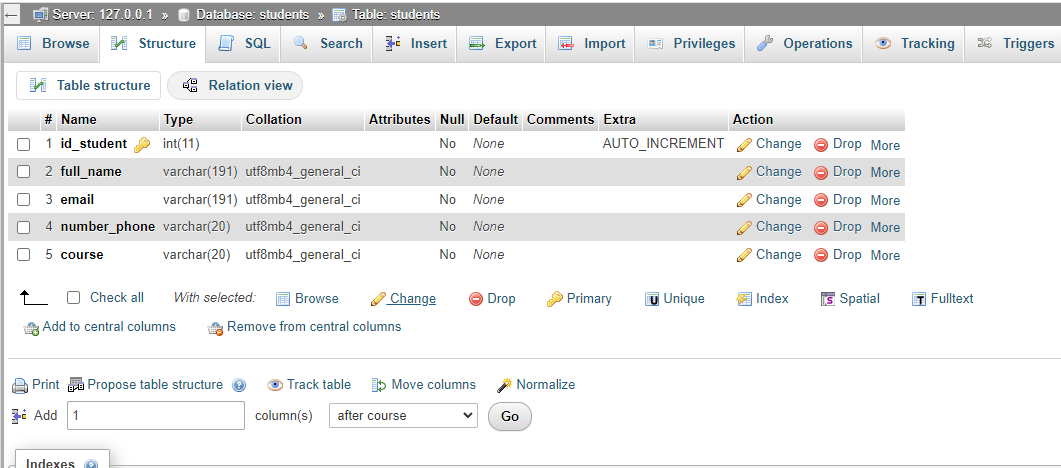 Server: 127.0.0.1 » Database: students » Table: students
Browse Structure SQL Search Insert Export Import Privileges Operations Tracking Triggers
Table structure Relation view
# Name Type Collation Attributes Null Default Comments Extra Action
1 id_student int(11) No None AUTO_INCREMENT Change Drop More
2 full_name varchar(191) utf8mb4_general_ci No None Change Drop More
3 email varchar(191) utf8mb4_general_ci No None Change Drop More
4 number_phone varchar(20) utf8mb4_general_ci No None Change Drop More
5 course varchar(20) utf8mb4_general_ci No None Change Drop More
Check all With selected: Browse Change Drop Primary Unique Index Spatial Fulltext
Add to central columns Remove from central columns
Print Propose table structure Track table Move columns Normalize
Add 1 column(s) after course Go
Indexes